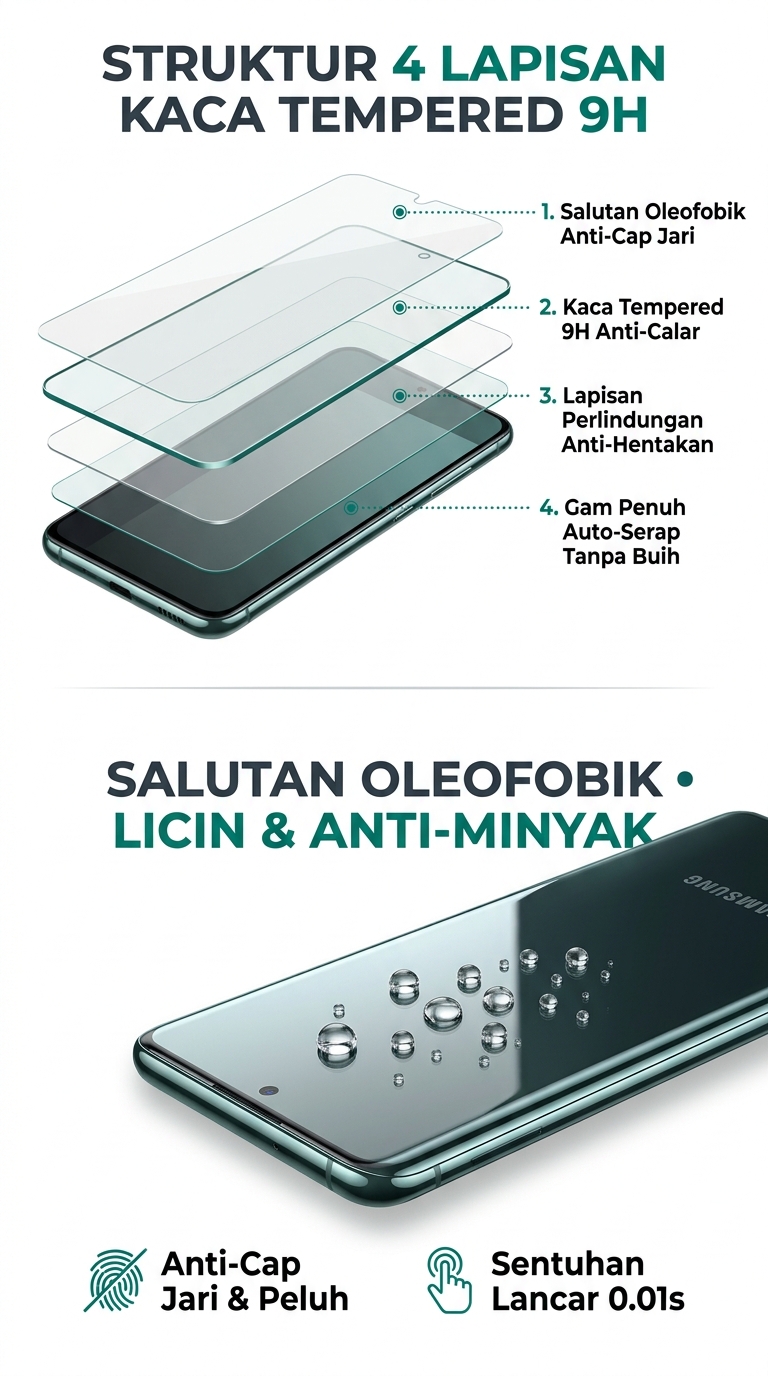 STRUKTUR 4 LAPISAN
KACA TEMPERED 9H
1. Salutan Oleofobik
Anti-Cap Jari
2. Kaca Tempered
9H Anti-Calar
3. Lapisan
Perlindungan
Anti-Hentakan
4. Gam Penuh
Auto-Serap
Tanpa Buih
SALUTAN OLEOFOBIK •
LICIN & ANTI-MINYAK
Anti-Cap
Jari & Peluh
Sentuhan
Lancar 0.01s